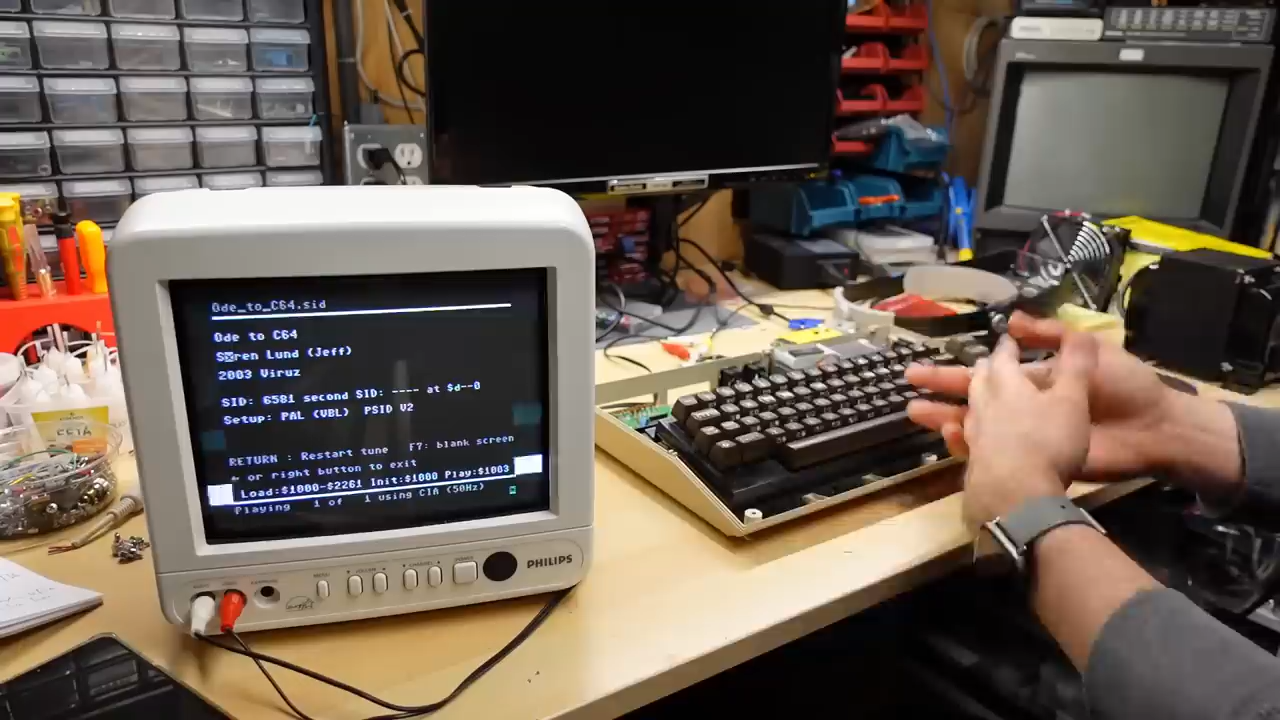 Ode_to_C64.sid
Ode to C64
Søren Lund (Jeff)
2003 Viruz
SID: 6581 second SID: ---- at $d--0
Setup: PAL (VBL) PSID V2
RETURN : Restart tune F7: blank screen
← or right button to exit
Load:$1000-$2261 Init:$1000 Play:$1003
Playing 1 of 1 using CIA (50Hz)
PHILIPS